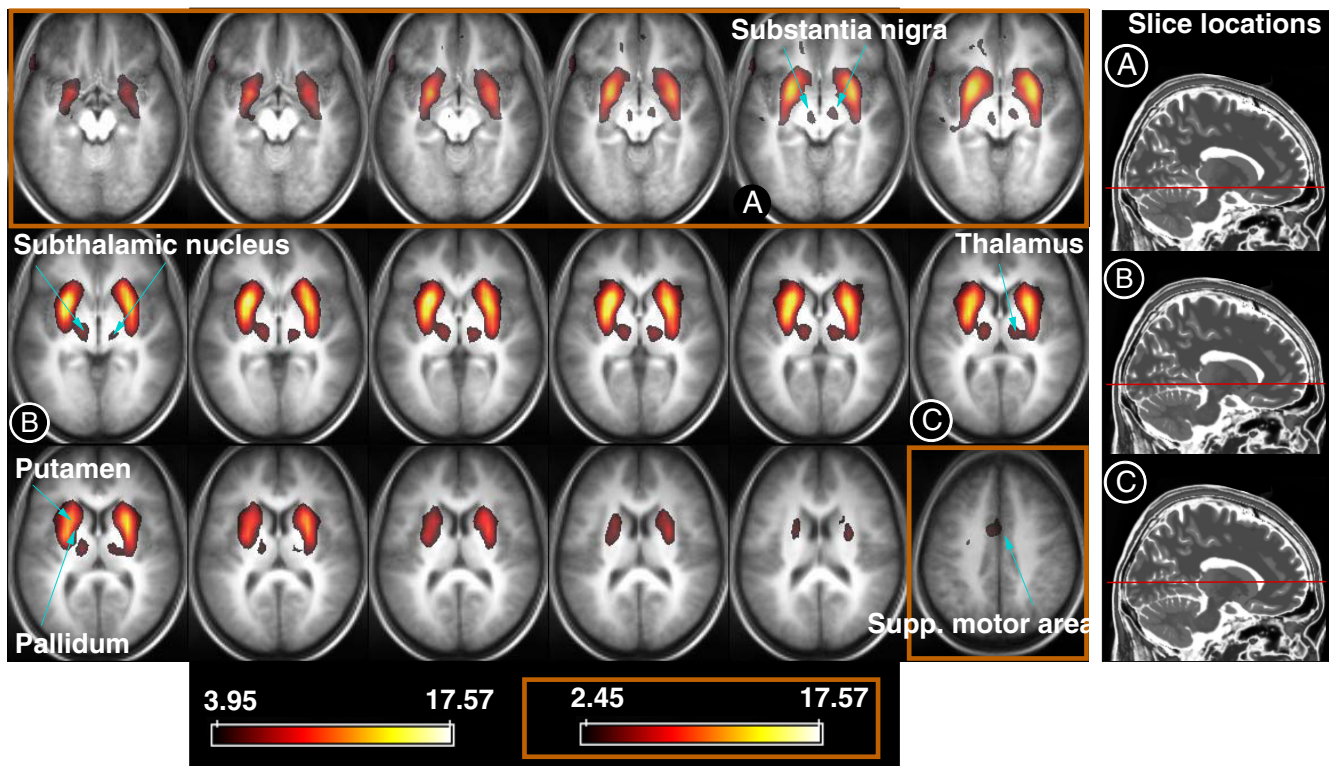 Substantia nigra
Slice locations
A
A
Subthalamic nucleus
Thalamus
B
B
C
Putamen
C
Pallidum
Supp. motor area
3.95 17.57
2.45 17.57